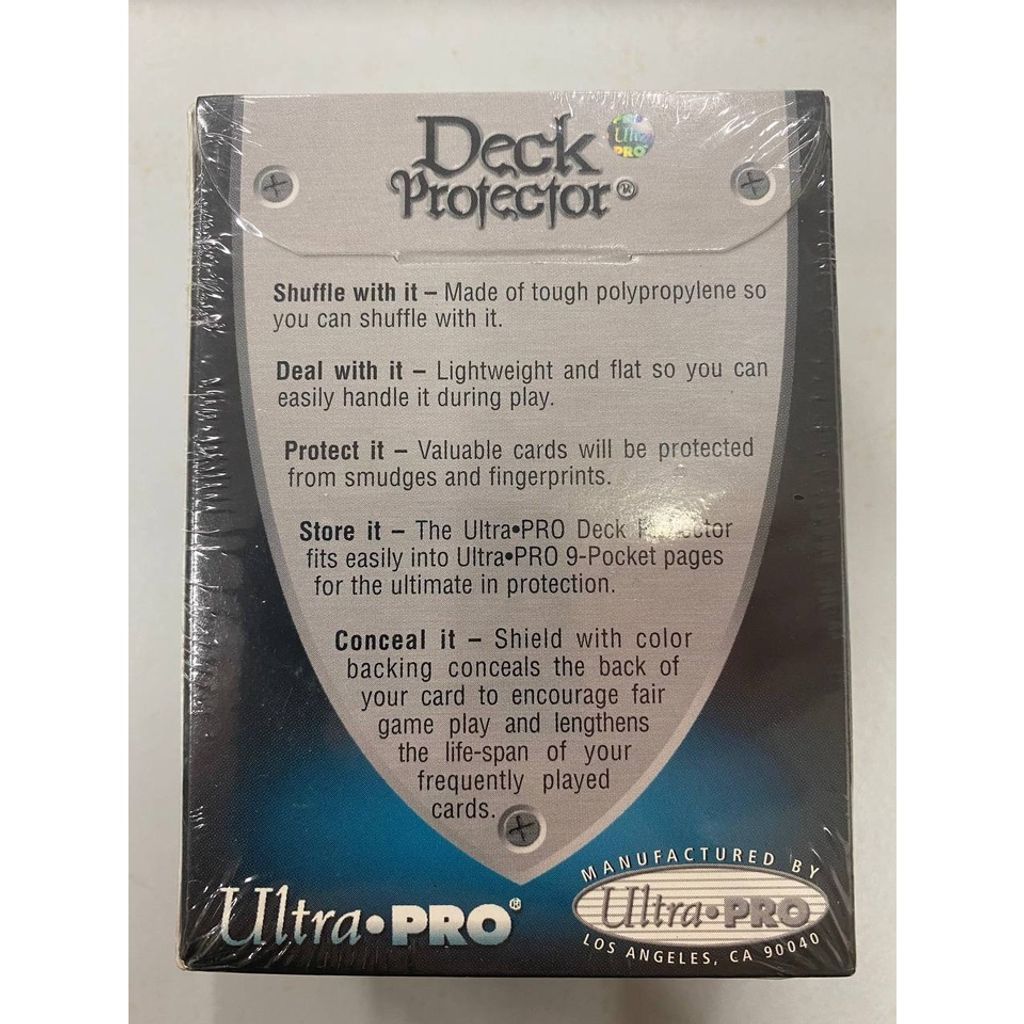 Deck
Protector®
Ultra
PRO
Shuffle with it – Made of tough polypropylene so
you can shuffle with it.
Deal with it – Lightweight and flat so you can
easily handle it during play.
Protect it – Valuable cards will be protected
from smudges and fingerprints.
Store it – The Ultra•PRO Deck Protector
fits easily into Ultra•PRO 9-Pocket pages
for the ultimate in protection.
Conceal it – Shield with color
backing conceals the back of
your card to encourage fair
game play and lengthens
the life-span of your
frequently played
cards.
Ultra•PRO®
MANUFACTURED BY
Ultra•PRO
LOS ANGELES, CA 90040